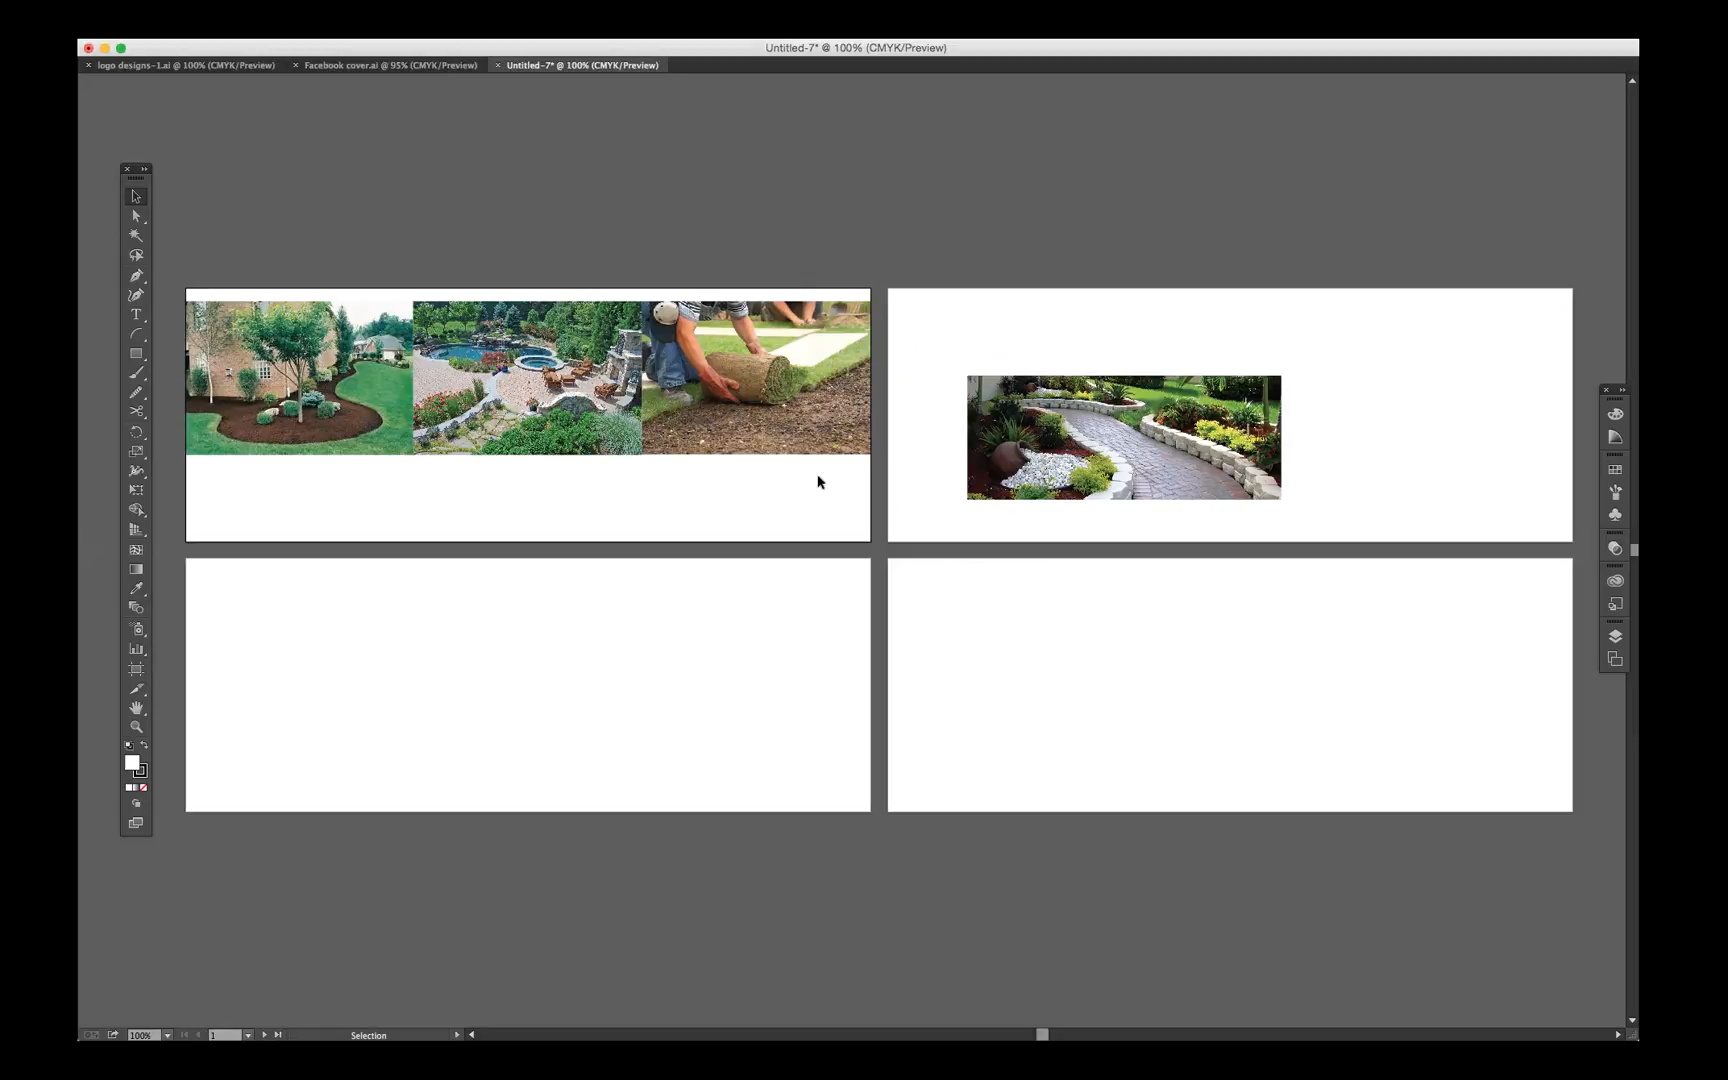 Untitled-7* @ 100% (CMYK/Preview)
logo designs-1.ai @ 100% (CMYK/Preview)
Facebook cover.ai @ 95% (CMYK/Preview)
Untitled-7* @ 100% (CMYK/Preview)
T
100%
1
Selection